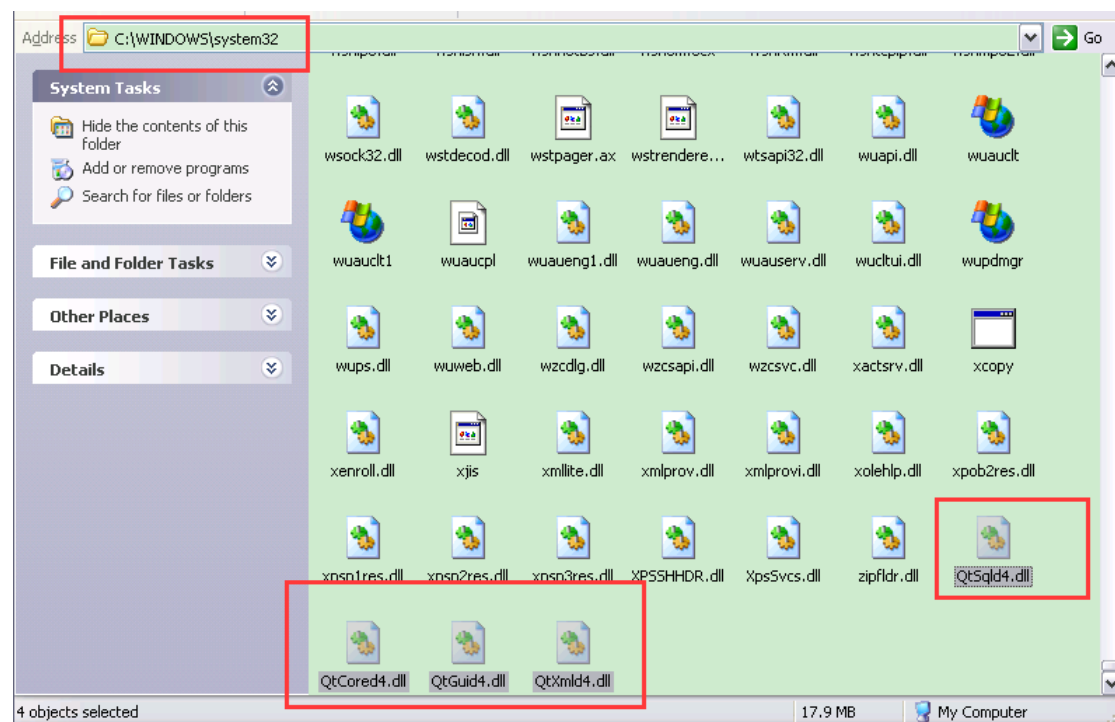 Address C:\WINDOWS\system32 Go
System Tasks
Hide the contents of this
folder
Add or remove programs
Search for files or folders
File and Folder Tasks
Other Places
Details
wsock32.dll wstdecod.dll wstpager.ax wstrendere... wtsapi32.dll wuapi.dll wuauclt
wuauclt1 wuaucpl wuaueng1.dll wuaueng.dll wuauserv.dll wucltui.dll wupdmgr
wups.dll wuweb.dll wzcdlg.dll wzcsapi.dll wzcsvc.dll xactsrv.dll xcopy
xenroll.dll xjis xmllite.dll xmlprov.dll xmlprovi.dll xolehlp.dll xpob2res.dll
xpsp1res.dll xpsp2res.dll xpsp3res.dll XPSSHHDR.dll XpsSvcs.dll zipfldr.dll QtSqld4.dll
QtCored4.dll QtGuid4.dll QtXmld4.dll
4 objects selected 17.9 MB My Computer